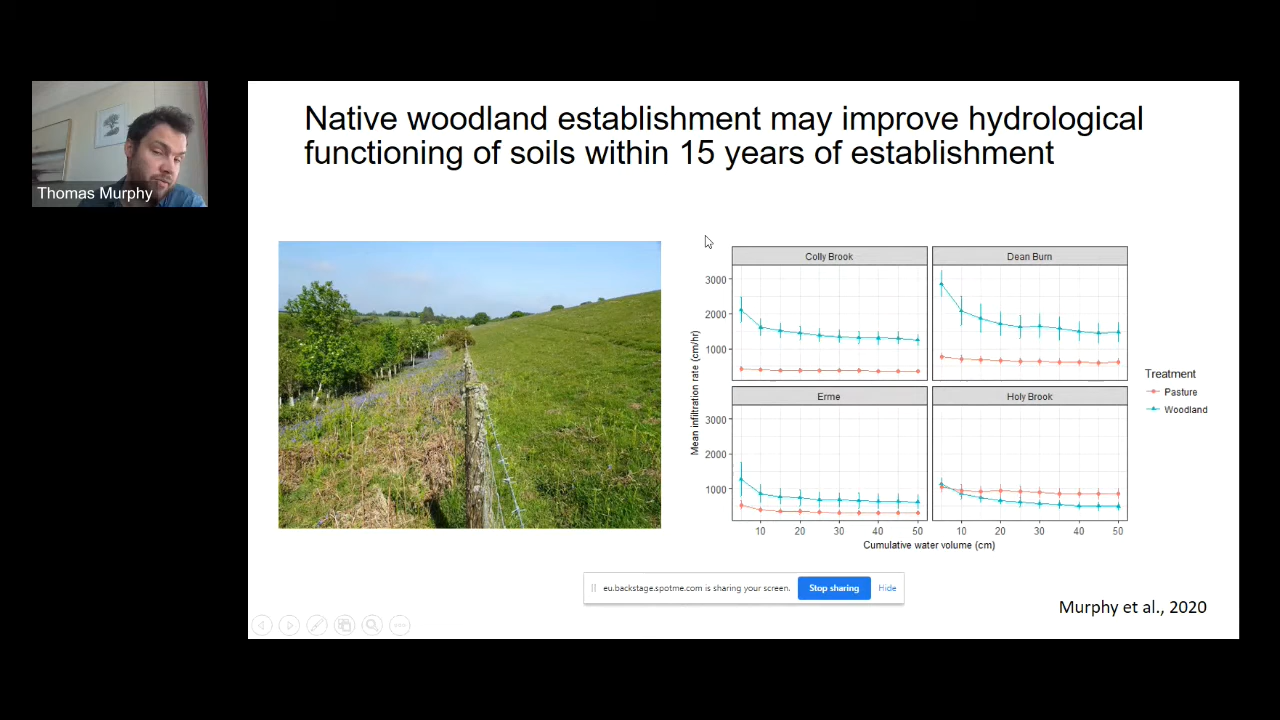 Thomas Murphy
Native woodland establishment may improve hydrological
functioning of soils within 15 years of establishment
Colly Brook
Dean Burn
3000
2000
1000
Erme
Holy Brook
3000
2000
1000
Mean infiltration rate (cm/hr)
10 20 30 40 50 10 20 30 40 50
Cumulative water volume (cm)
Treatment
Pasture
Woodland
eu.backstage.spotme.com is sharing your screen. Stop sharing Hide
Murphy et al., 2020